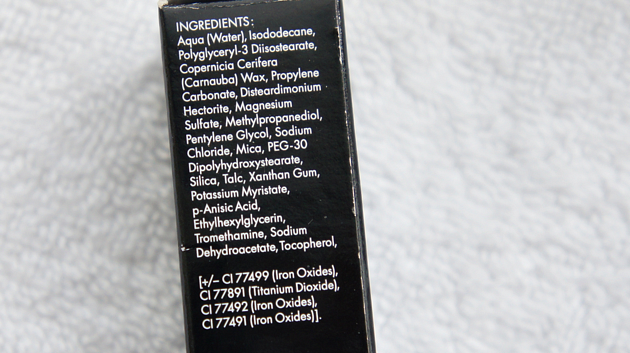 INGREDIENTS:
Aqua (Water), Isododecane,
Polyglyceryl-3 Diisostearate,
Copernicia Cerifera
(Carnauba) Wax, Propylene
Carbonate, Disteardimonium
Hectorite, Magnesium
Sulfate, Methylpropanediol,
Pentylene Glycol, Sodium
Chloride, Mica, PEG-30
Dipolyhydroxystearate,
Silica, Talc, Xanthan Gum,
Potassium Myristate,
p-Anisic Acid,
Ethylhexylglycerin,
Tromethamine, Sodium
Dehydroacetate, Tocopherol,
[+/– CI 77499 (Iron Oxides),
CI 77891 (Titanium Dioxide),
CI 77492 (Iron Oxides),
CI 77491 (Iron Oxides)].